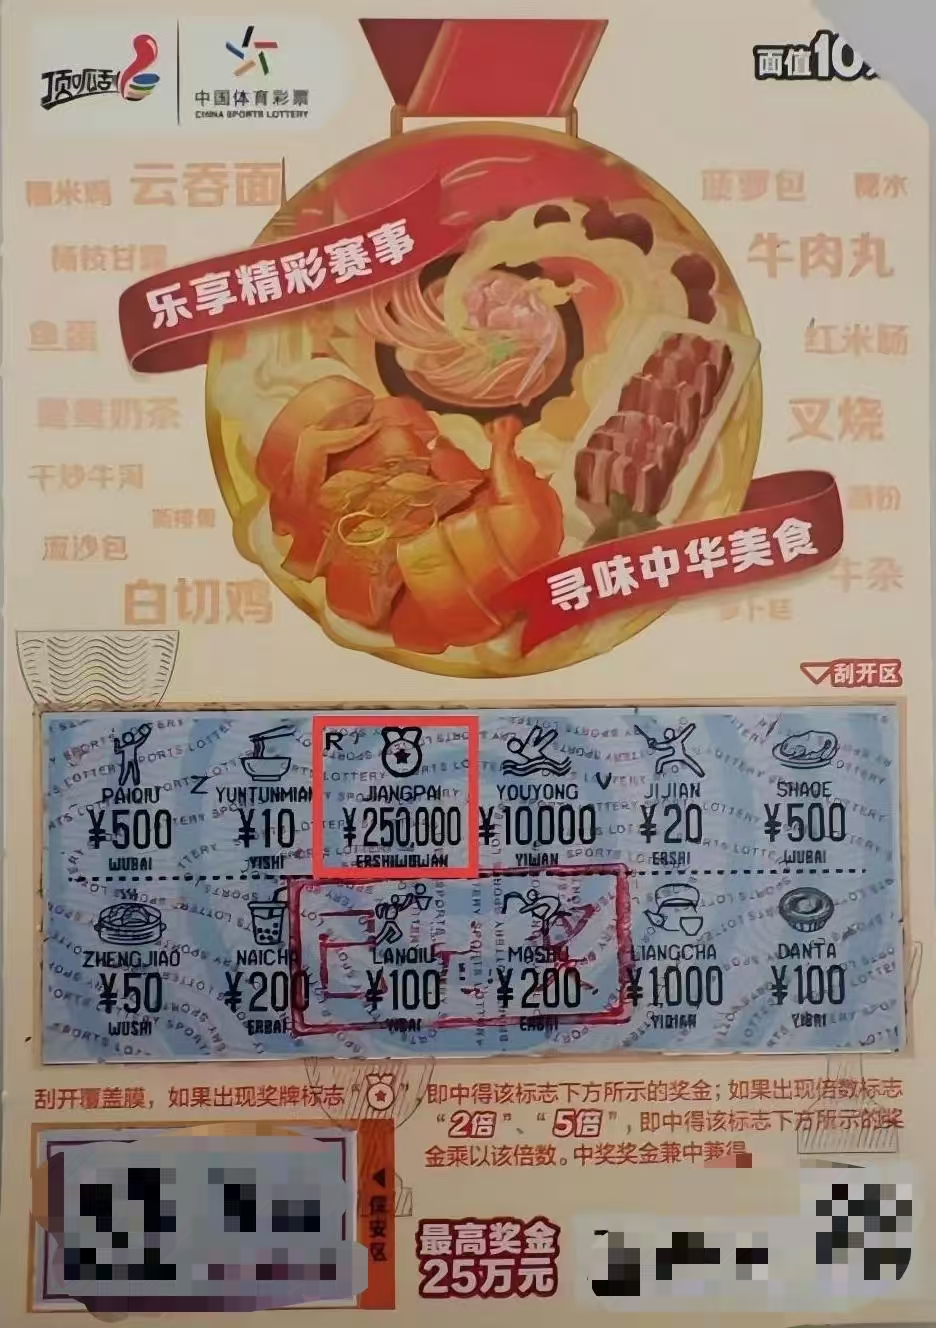 顶呱刮
中国体育彩票
CHINA SPORTS LOTTERY
面值10
糯米鸡 云吞面
菠萝包
杨枝甘露
牛肉丸
乐享精彩赛事
鱼蛋
红米肠
鸳鸯奶茶
叉烧
干炒牛河
流沙包
白切鸡
牛杂
寻味中华美食
萝卜糕
刮开区
R
PAIQIU YUNTUNMIAN JIANGPAI YOUYONG JIJIAN SHAOE
¥500 ¥10 ¥250,000 ¥10,000 ¥20 ¥500
WUBAI YISHI ERSHIWUWAN YIWAN ERSHI WUBAI
ZHENGJIAO NAICHA LANQIU MASHU LIANGCHA DANTA
¥50 ¥200 ¥100 ¥200 ¥1,000 ¥100
WUSHI ERBAI YIBAI ERBAI YIQIAN YIBAI
刮开覆盖膜，如果出现奖牌标志“ ”，即中得该标志下方所示的奖金；如果出现倍数标志
“2倍”、“5倍”，即中得该标志下方所示的奖
金乘以该倍数。中奖奖金兼中兼得
保安区
最高奖金
25万元